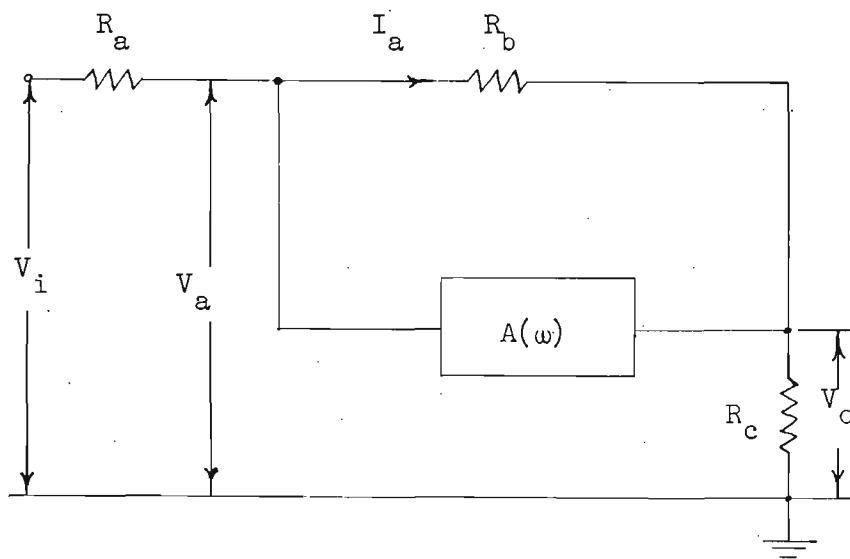 R_a
I_a
R_b
V_i
V_a
A(ω)
R_c
V_o